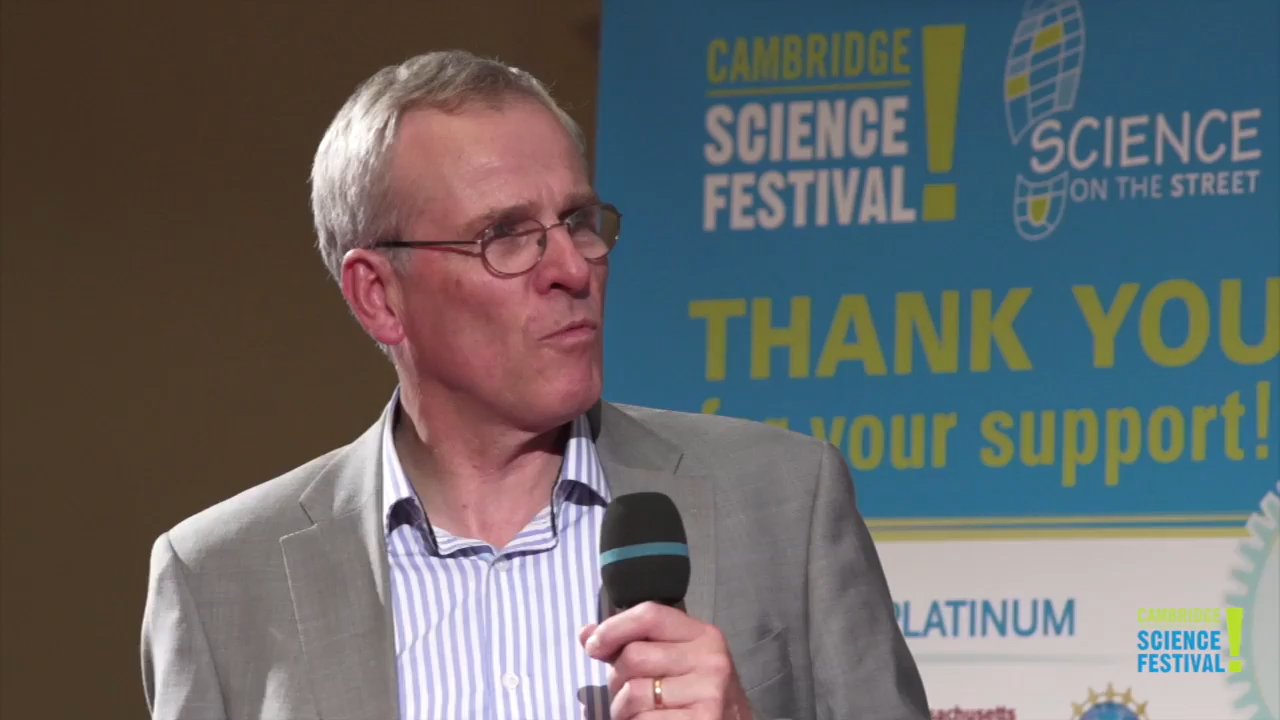 CAMBRIDGE
SCIENCE
FESTIVAL!
SCIENCE
ON THE STREET
THANK YOU
your support!
PLATINUM
CAMBRIDGE
SCIENCE
FESTIVAL!